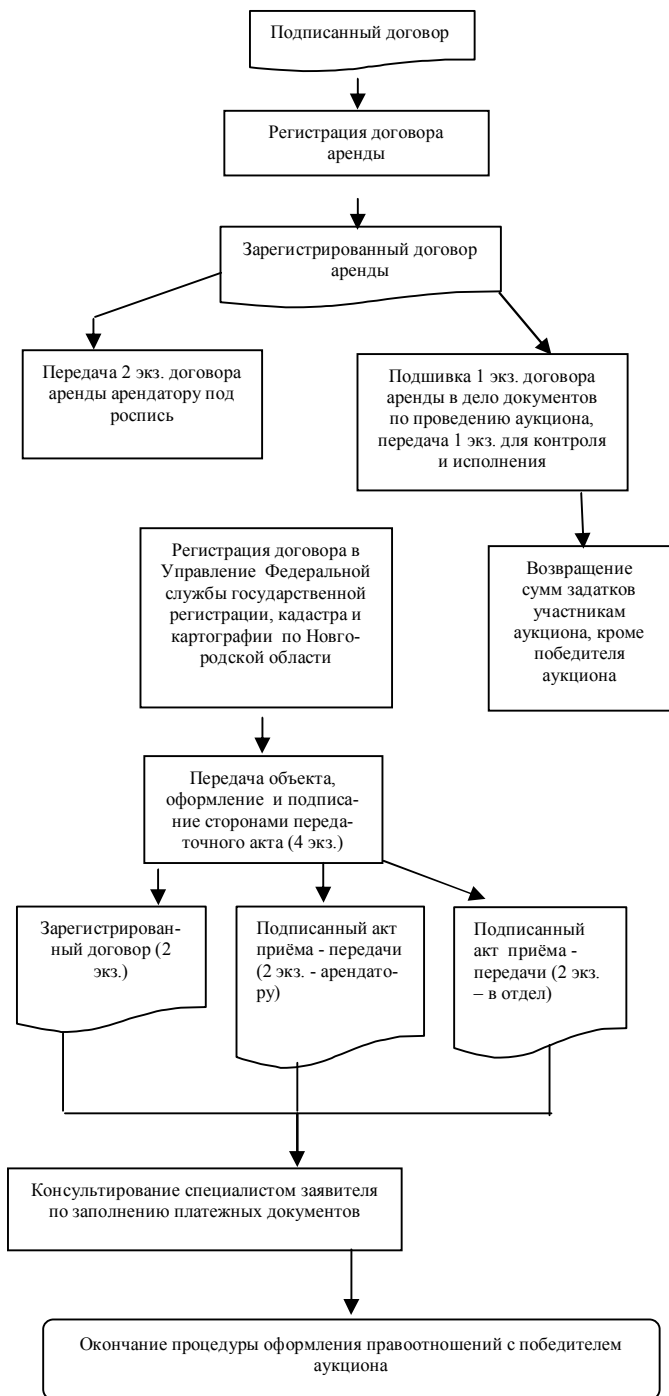 Подписанный договор
Регистрация договора
аренды
Зарегистрированный договор
аренды
Передача 2 экз. договора
аренды арендатору под
роспись
Подшивка 1 экз. договора
аренды в дело документов
по проведению аукциона,
передача 1 экз. для контроля
и исполнения
Регистрация договора в
Управление Федеральной
службы государственной
регистрации, кадастра и
картографии по Новго-
родской области
Возвращение
сумм задатков
участникам
аукциона, кроме
победителя
аукциона
Передача объекта,
оформление и подписа-
ние сторонами переда-
точного акта (4 экз.)
Зарегистрирован-
ный договор (2
экз.)
Подписанный акт
приёма - передачи
(2 экз. - арендато-
ру)
Подписанный
акт приёма -
передачи (2 экз.
– в отдел)
Консультирование специалистом заявителя
по заполнению платежных документов
Окончание процедуры оформления правоотношений с победителем
аукциона